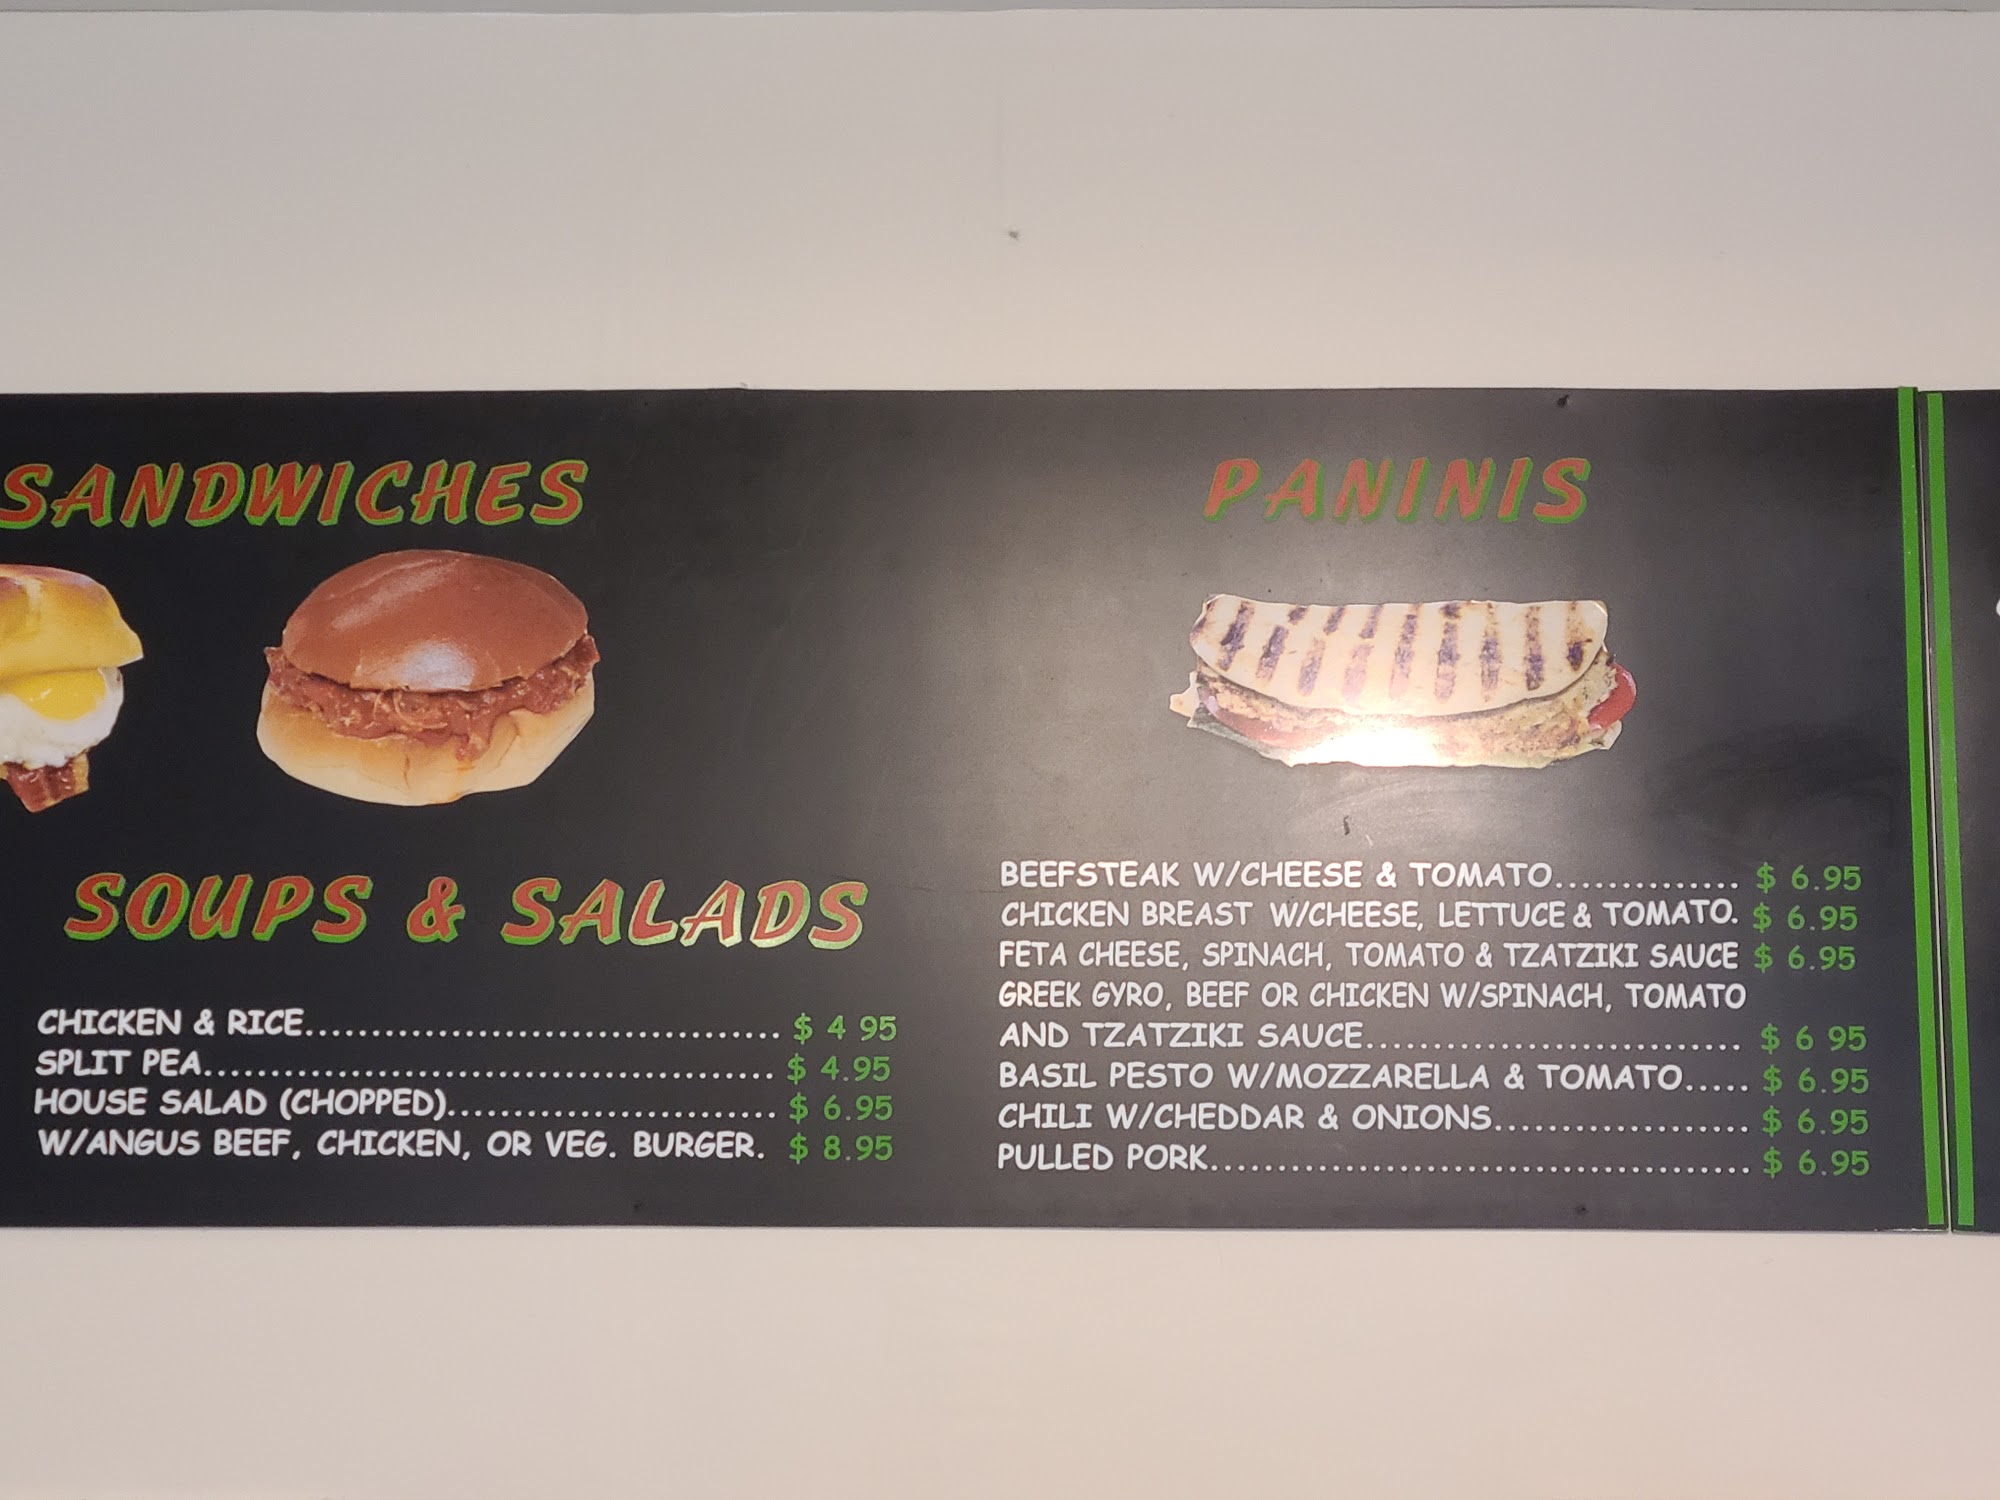 SANDWICHES
SOUPS & SALADS
CHICKEN & RICE................................... $ 4 95
SPLIT PEA.......................................... $ 4.95
HOUSE SALAD (CHOPPED)........................ $ 6.95
W/ANGUS BEEF, CHICKEN, OR VEG. BURGER. $ 8.95
PANINIS
BEEFSTEAK W/CHEESE & TOMATO.............. $ 6.95
CHICKEN BREAST W/CHEESE, LETTUCE & TOMATO. $ 6.95
FETA CHEESE, SPINACH, TOMATO & TZATZIKI SAUCE $ 6.95
GREEK GYRO, BEEF OR CHICKEN W/SPINACH, TOMATO
AND TZATZIKI SAUCE............................ $ 6 95
BASIL PESTO W/MOZZARELLA & TOMATO..... $ 6.95
CHILI W/CHEDDAR & ONIONS................... $ 6.95
PULLED PORK........................................ $ 6.95